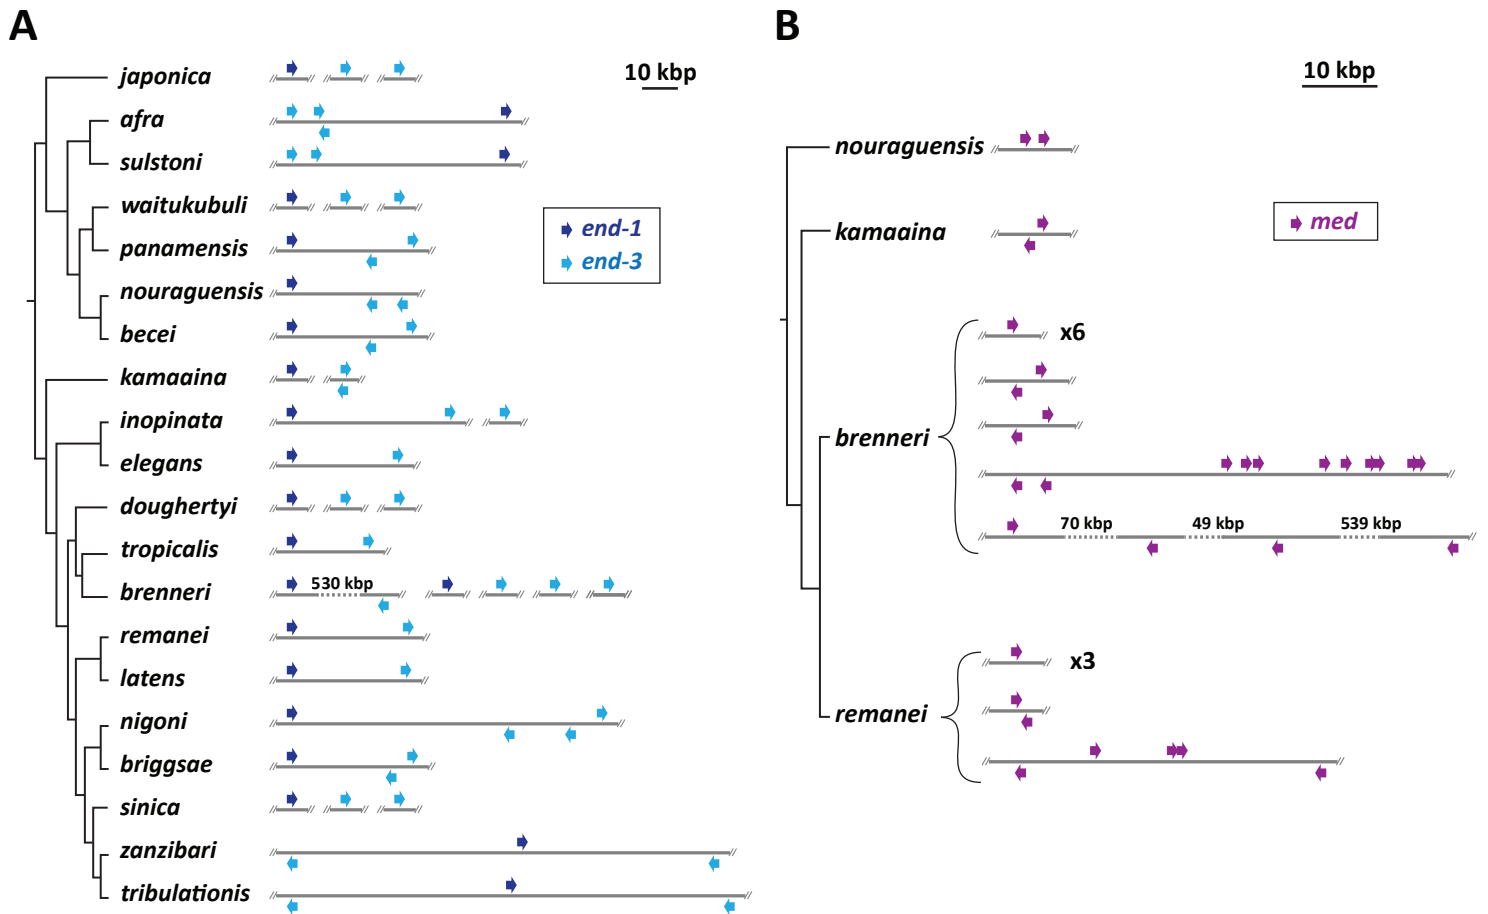 A
japonica
10 kbp
afra
sulstoni
waitukubuli
panamensis
nouraguensis
becei
kamaaina
inopinata
elegans
doughertyi
tropicalis
brenneri
530 kbp
remanei
latens
nigoni
briggsae
sinica
zanzibari
tribulationis
end-1
end-3
B
10 kbp
nouraguensis
kamaaina
med
x6
brenneri
70 kbp
49 kbp
539 kbp
x3
remanei